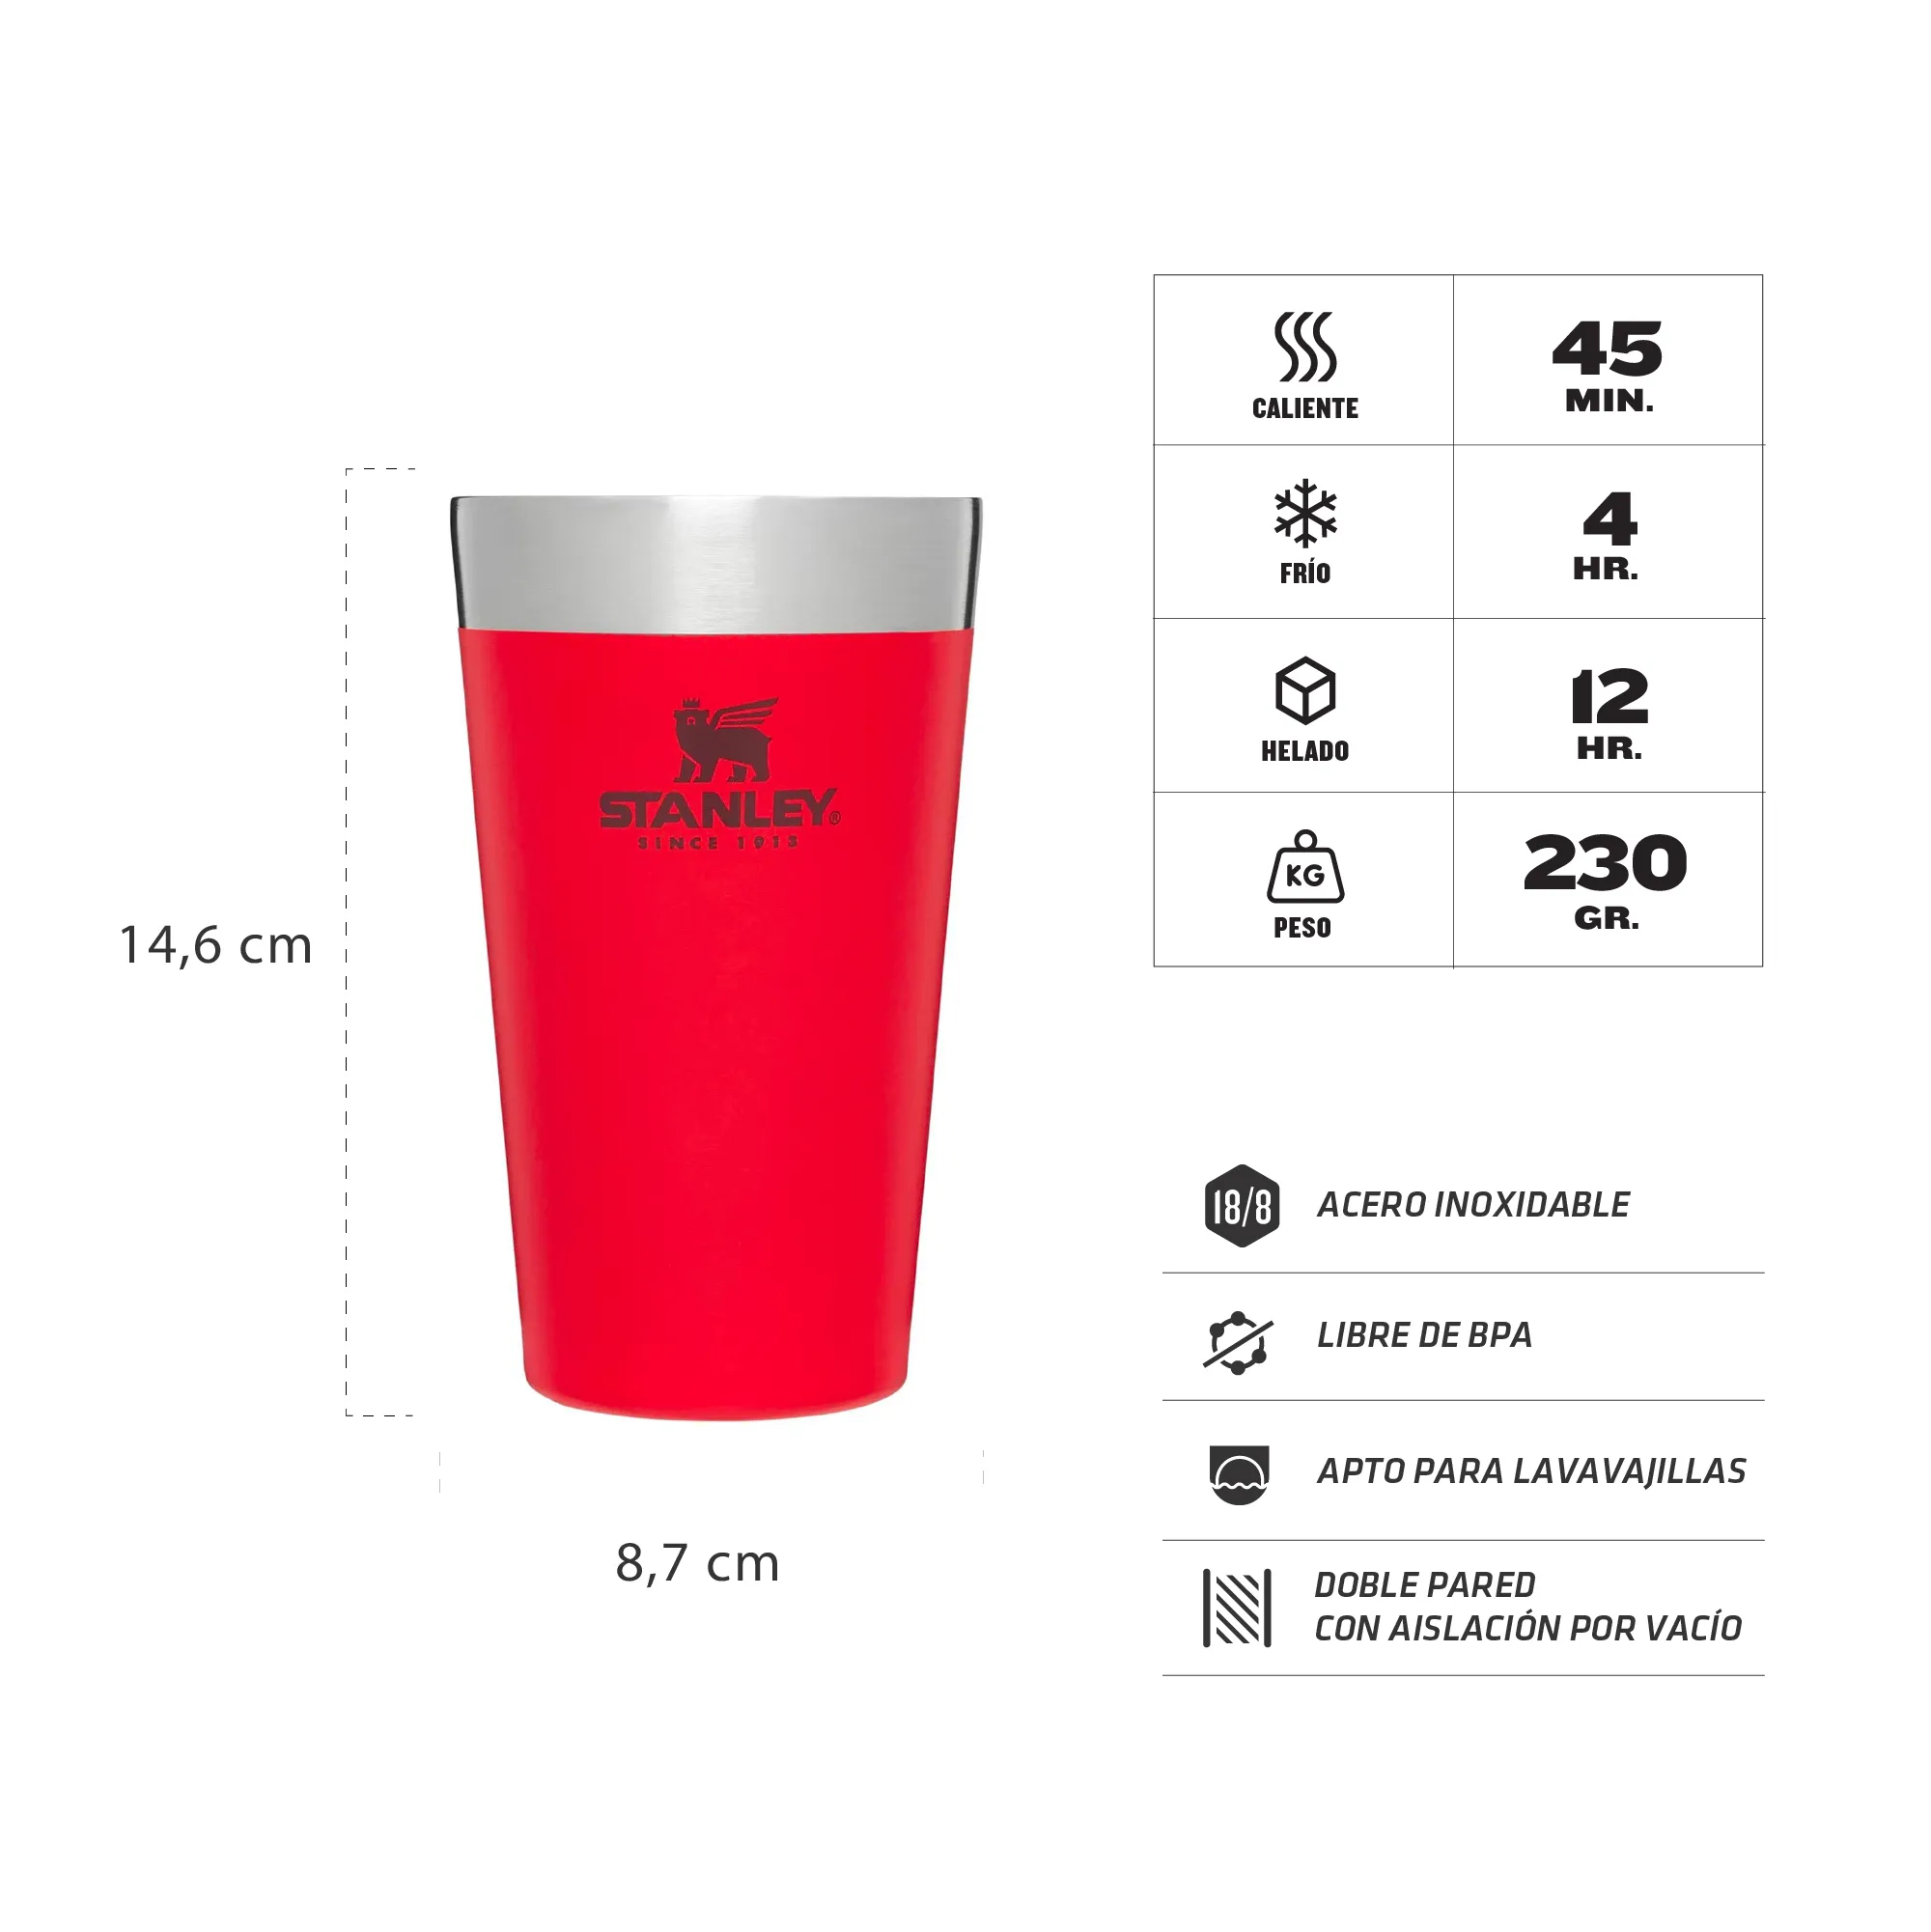 CALIENTE
45
MIN.
FRÍO
4
HR.
HELADO
12
HR.
KG
PESO
230
GR.
STANLEY®
SINCE 1913
14,6 cm
8,7 cm
18/8
ACERO INOXIDABLE
LIBRE DE BPA
APTO PARA LAVAVAJILLAS
DOBLE PARED
CON AISLACIÓN POR VACÍO